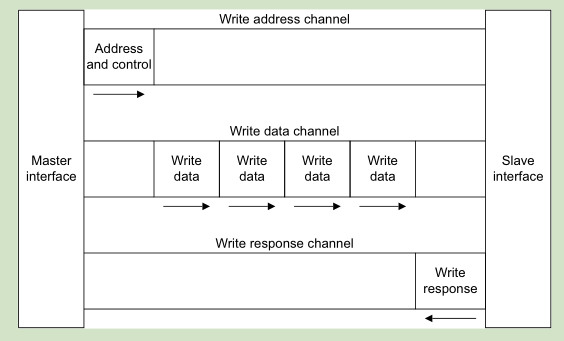 Write address channel
Address
and control
Write data channel
Master
interface
Write
data
Write
data
Write
data
Write
data
Slave
interface
Write response channel
Write
response